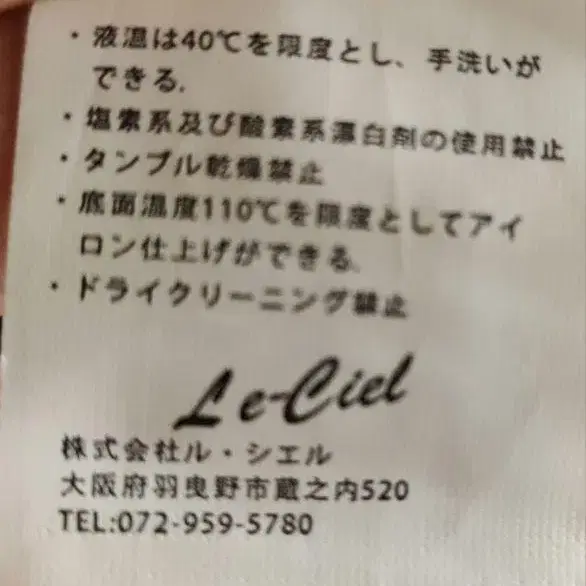 ・液温は40℃を限度とし、手洗いが
できる.
・塩素系及び酸素系漂白剤の使用禁止
・タンブル乾燥禁止
・底面温度110℃を限度としてアイ
ロン仕上げができる.
・ドライクリーニング禁止
Le-Ciel
株式会社ル・シエル
大阪府羽曳野市蔵之内520
TEL:072-959-5780